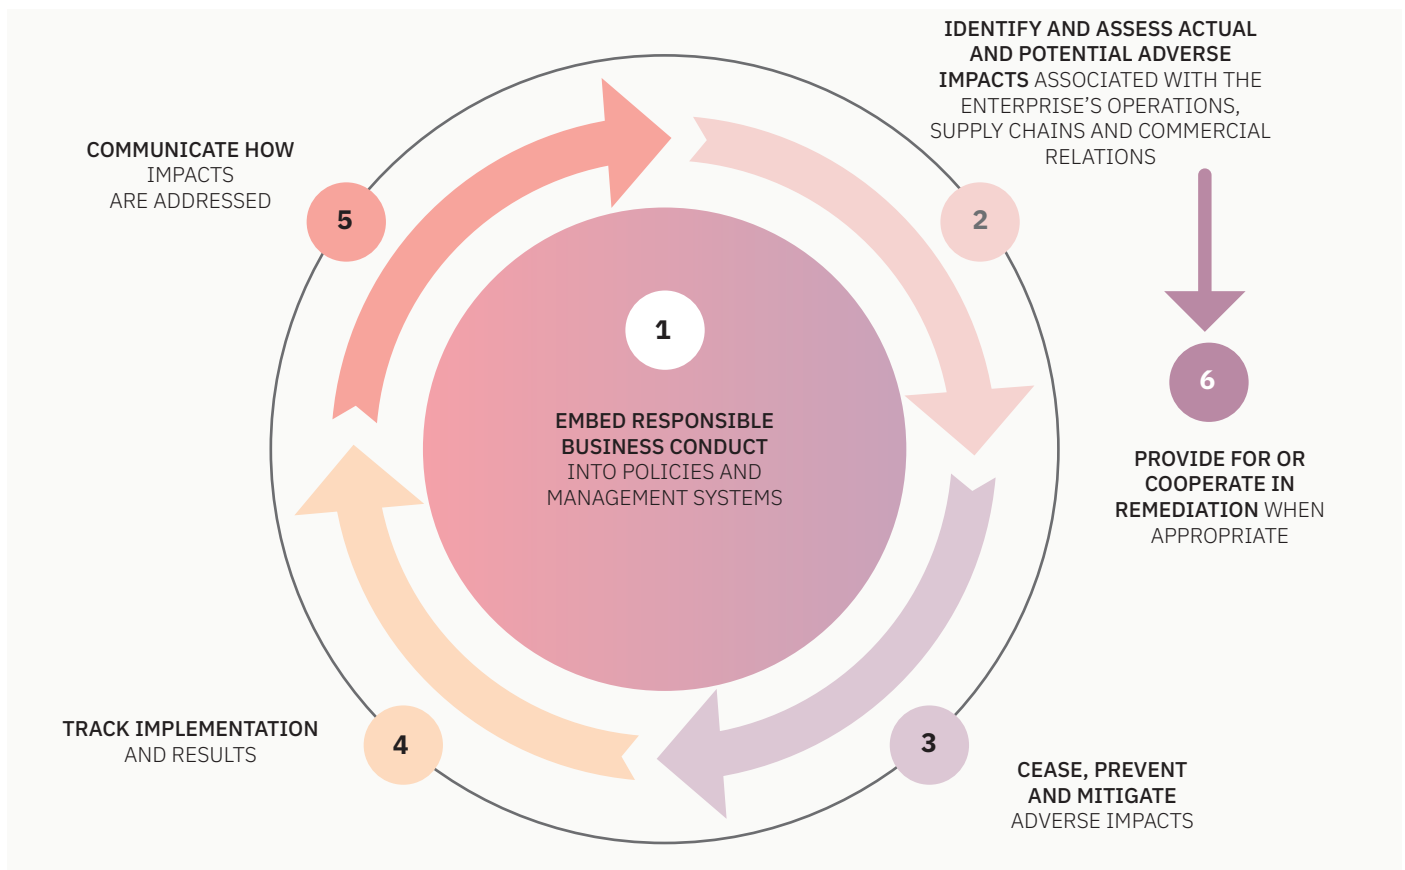 1
EMBED RESPONSIBLE
BUSINESS CONDUCT
INTO POLICIES AND
MANAGEMENT SYSTEMS
2
IDENTIFY AND ASSESS ACTUAL
AND POTENTIAL ADVERSE
IMPACTS ASSOCIATED WITH THE
ENTERPRISE’S OPERATIONS,
SUPPLY CHAINS AND COMMERCIAL
RELATIONS
3
CEASE, PREVENT
AND MITIGATE
ADVERSE IMPACTS
4
TRACK IMPLEMENTATION
AND RESULTS
5
COMMUNICATE HOW
IMPACTS
ARE ADDRESSED
6
PROVIDE FOR OR
COOPERATE IN
REMEDIATION WHEN
APPROPRIATE